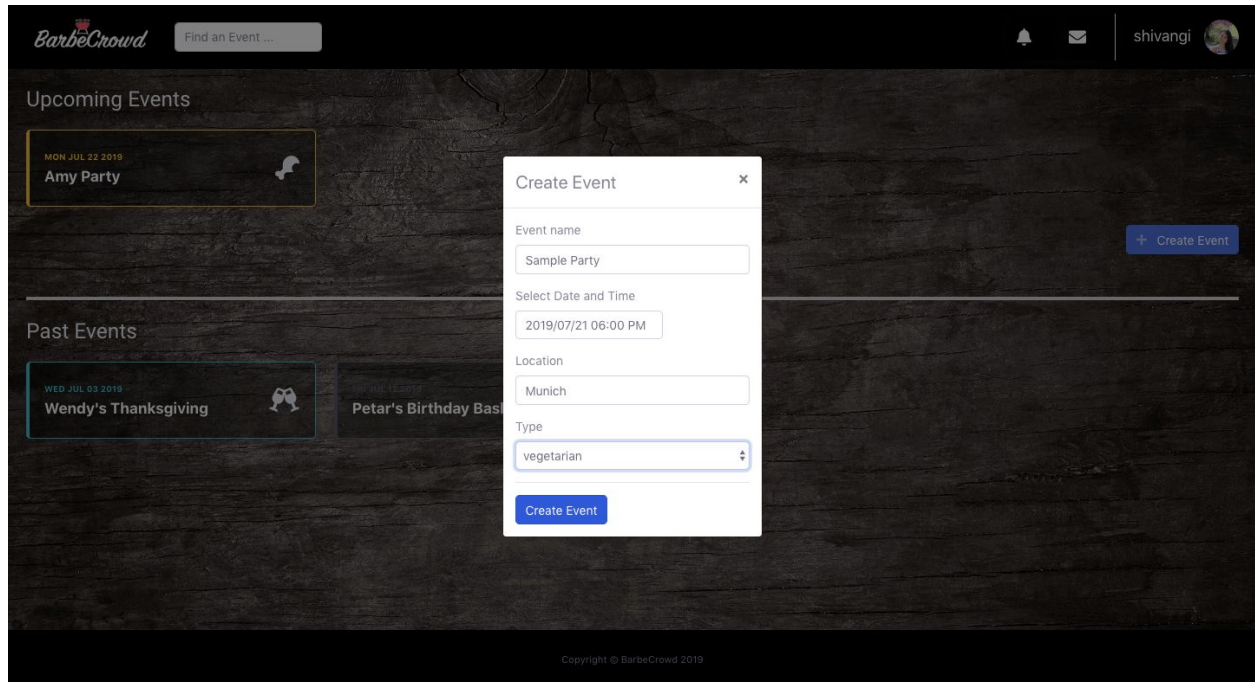 BarbeCrowd
Find an Event ...
shivangi
Upcoming Events
MON JUL 22 2019
Amy Party
+ Create Event
Past Events
WED JUL 03 2019
Wendy's Thanksgiving
Petar's Birthday Bas
Create Event
×
Event name
Sample Party
Select Date and Time
2019/07/21 06:00 PM
Location
Munich
Type
vegetarian
Create Event
Copyright © BarbeCrowd 2019